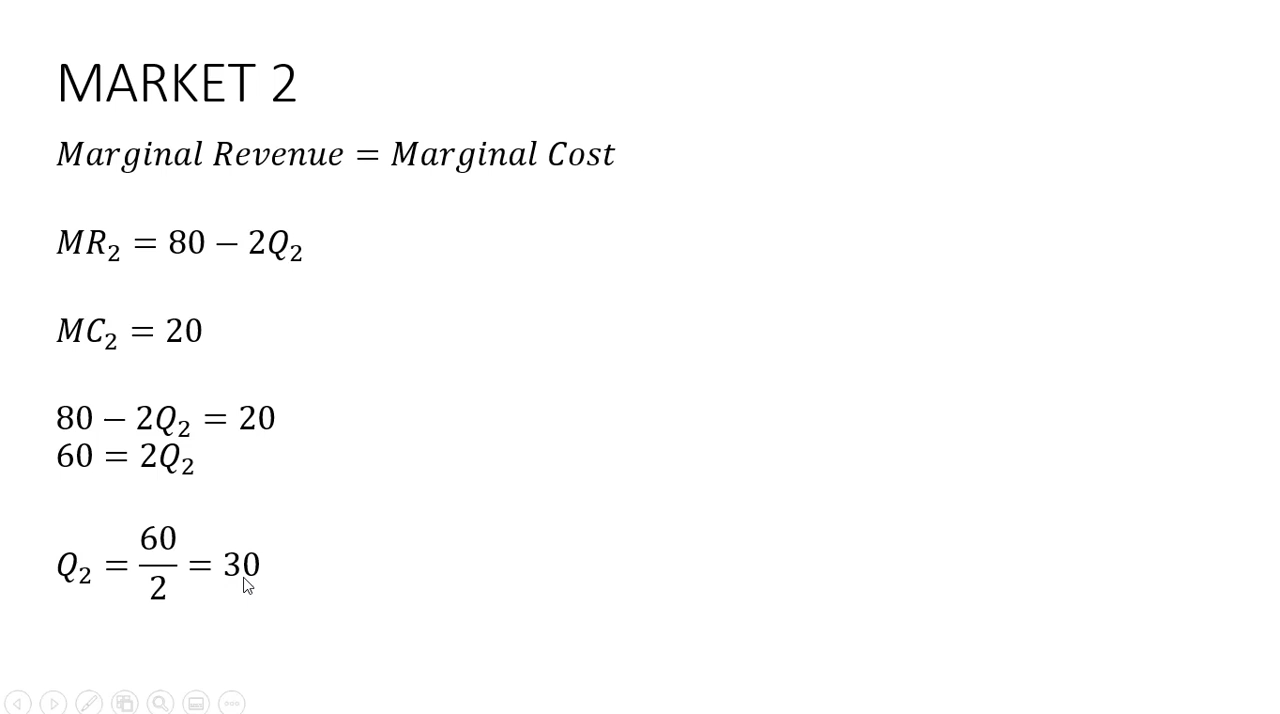 MARKET 2
Marginal Revenue = Marginal Cost
MR₂ = 80 − 2Q₂
MC₂ = 20
80 − 2Q₂ = 20
60 = 2Q₂
Q₂ = 60/2 = 30